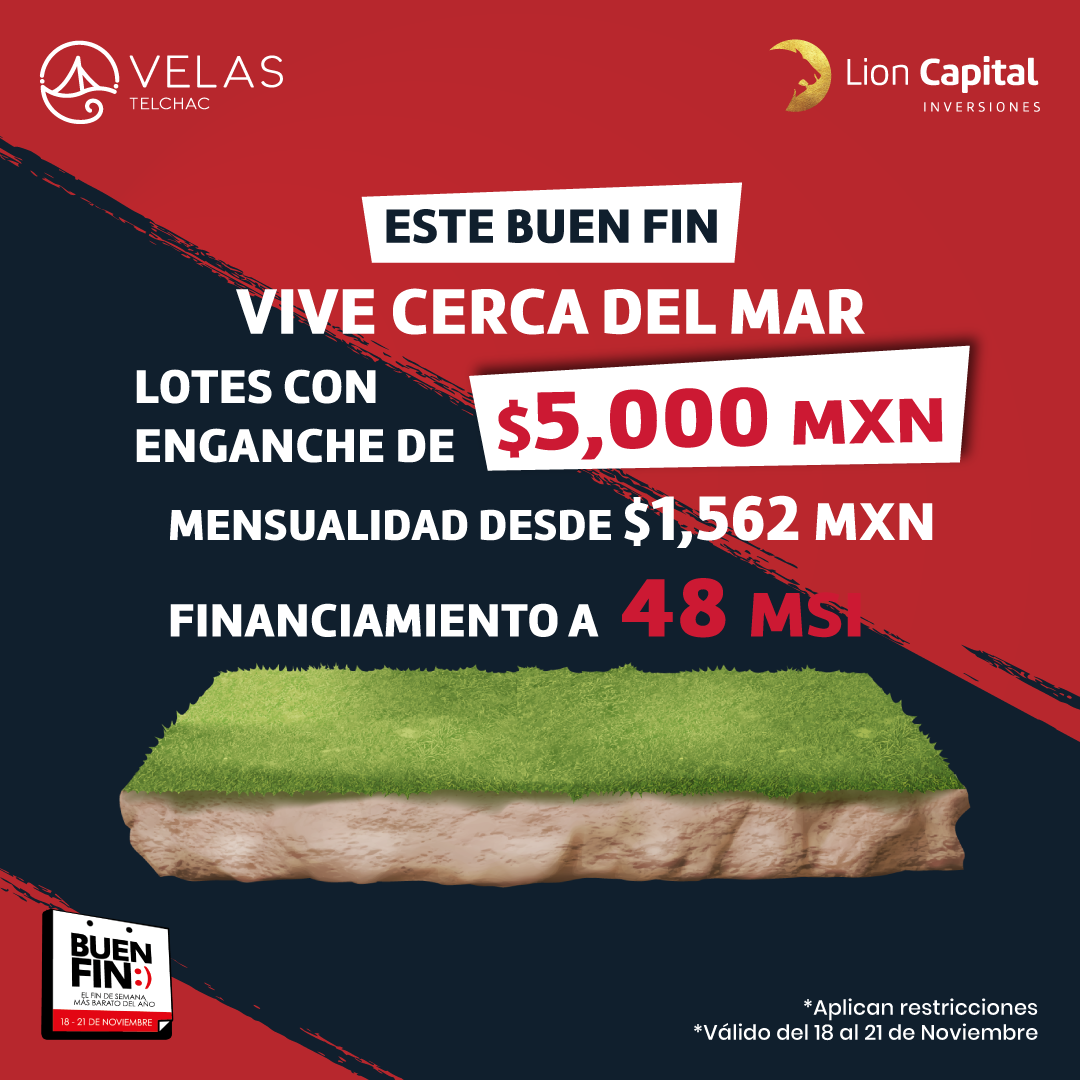 VELAS
TELCHAC
Lion Capital
INVERSIONES
ESTE BUEN FIN
VIVE CERCA DEL MAR
LOTES CON
ENGANCHE DE
$5,000 MXN
MENSUALIDAD DESDE $1,562 MXN
FINANCIAMIENTO A 48 MSI
BUEN
FIN:)
EL FIN DE SEMANA
MÁS BARATO DEL AÑO
18 - 21 DE NOVIEMBRE
*Aplican restricciones
*Válido del 18 al 21 de Noviembre